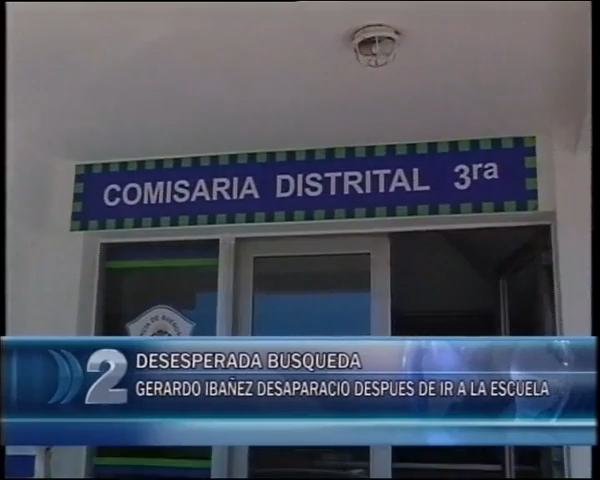 COMISARIA DISTRITAL 3ra
2
DESESPERADA BUSQUEDA
GERARDO IBAÑEZ DESAPARACIO DESPUES DE IR A LA ESCUELA